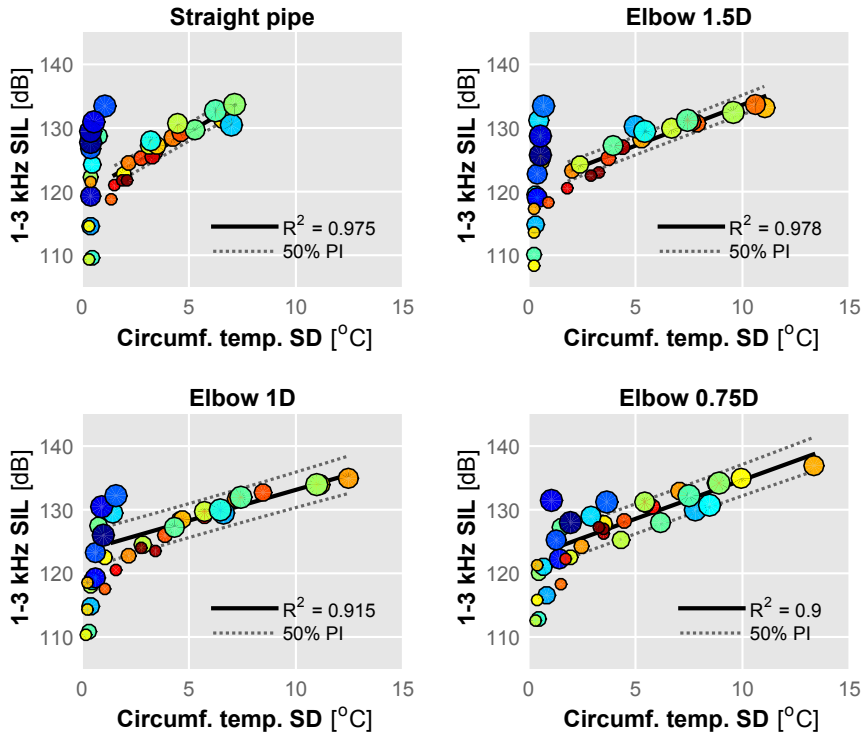 Straight pipe
1-3 kHz SIL [dB]
140
130
120
110
R² = 0.975
50% PI
0 5 10 15
Circumf. temp. SD [°C]
Elbow 1.5D
1-3 kHz SIL [dB]
140
130
120
110
R² = 0.978
50% PI
0 5 10 15
Circumf. temp. SD [°C]
Elbow 1D
1-3 kHz SIL [dB]
140
130
120
110
R² = 0.915
50% PI
0 5 10 15
Circumf. temp. SD [°C]
Elbow 0.75D
1-3 kHz SIL [dB]
140
130
120
110
R² = 0.9
50% PI
0 5 10 15
Circumf. temp. SD [°C]